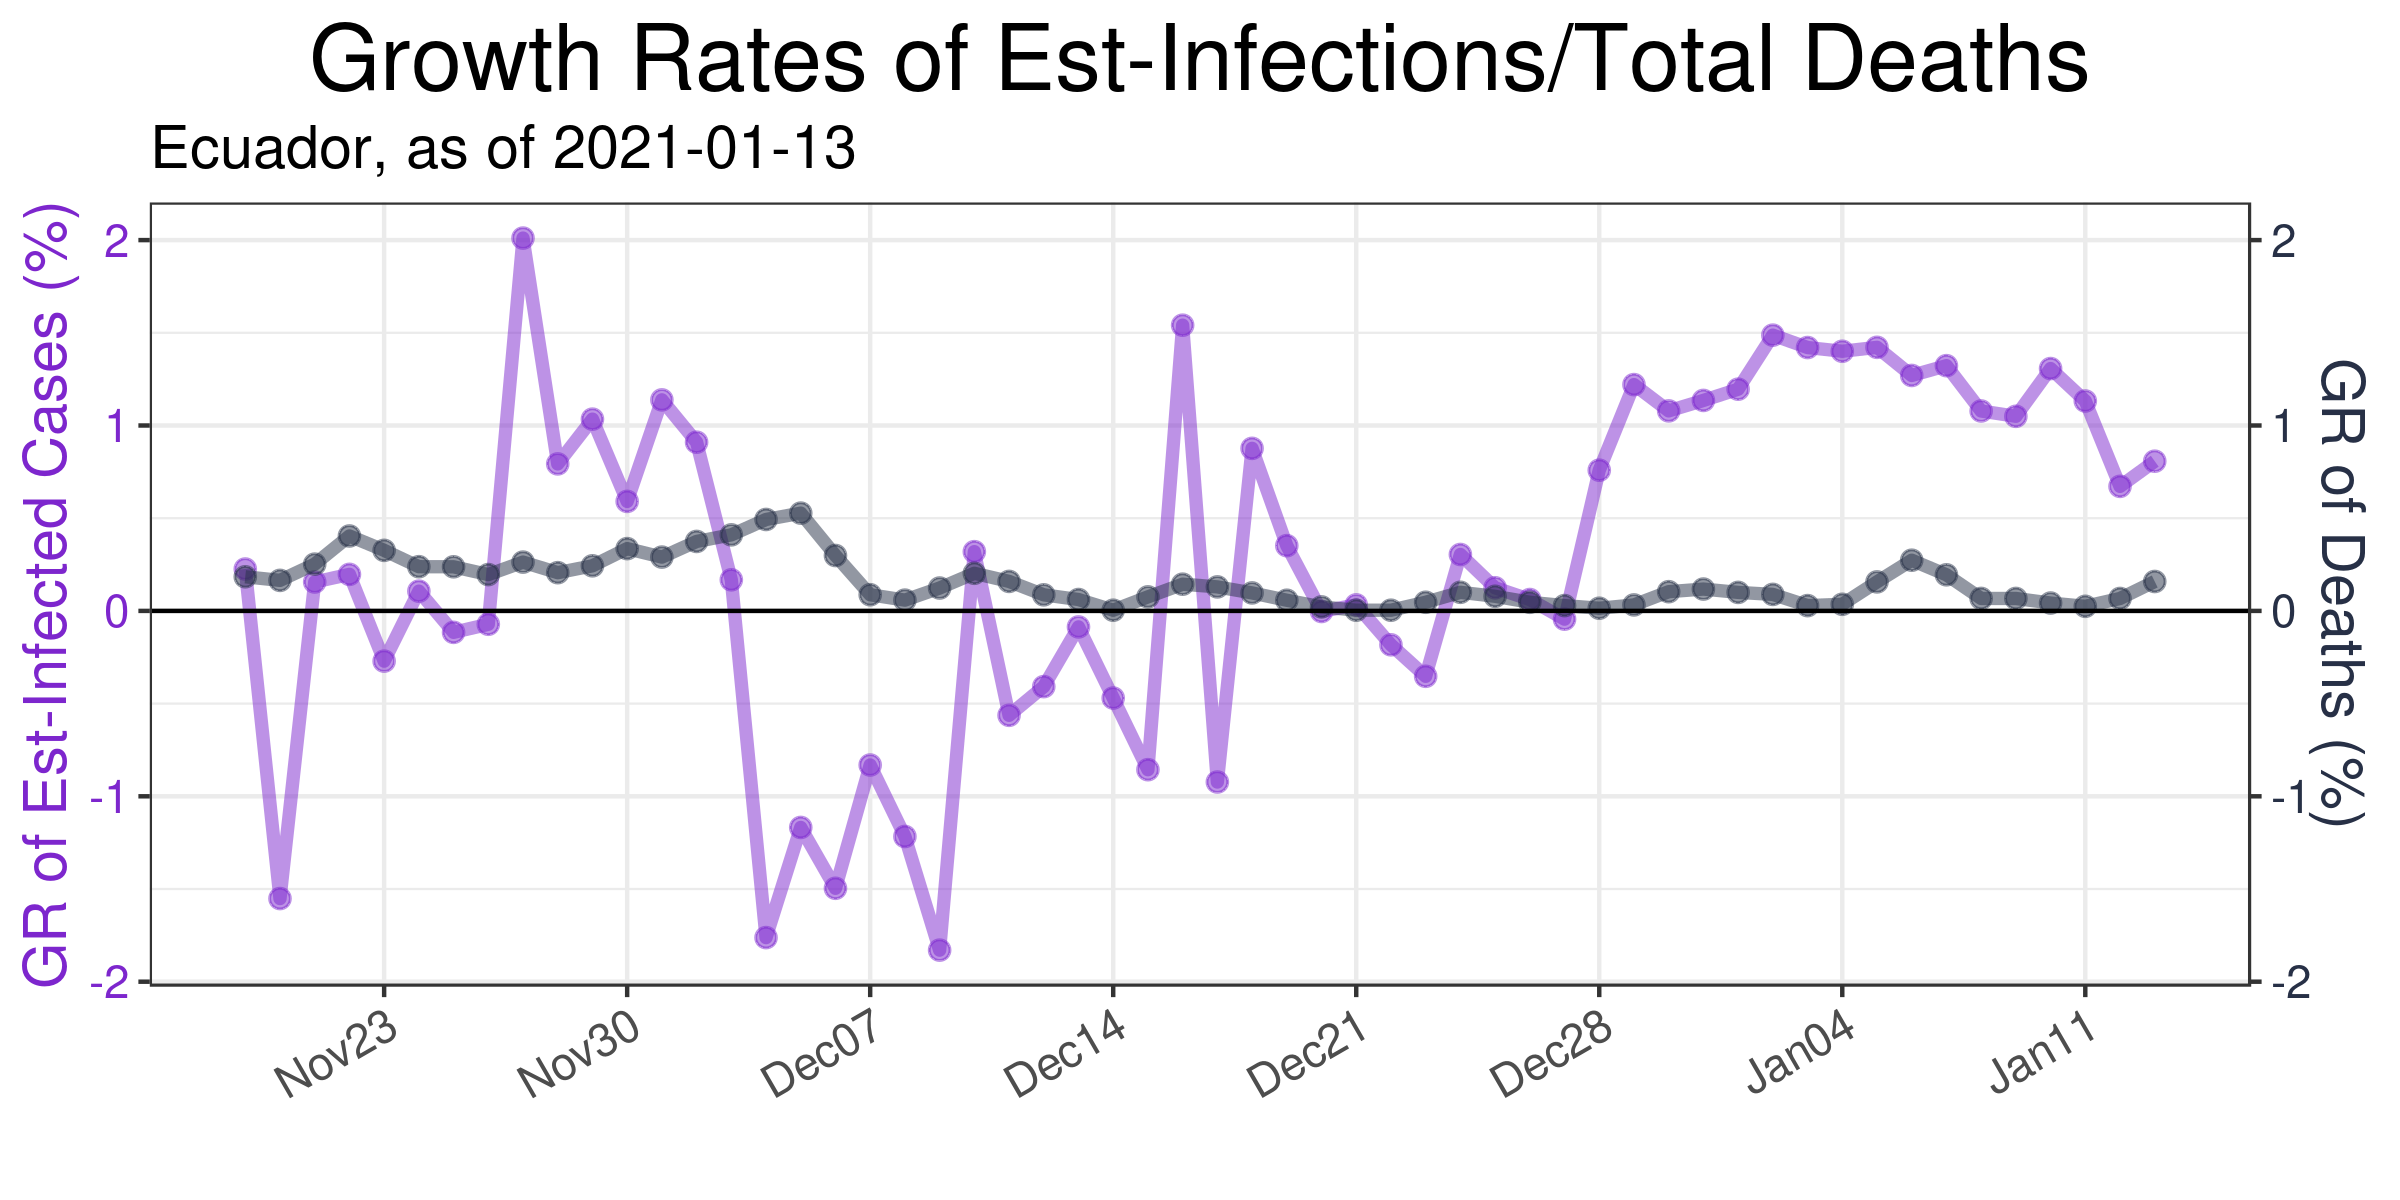 Growth Rates of Est-Infections/Total Deaths
Ecuador, as of 2021-01-13
GR of Est-Infected Cases (%)
2
1
0
-1
-2
2
1
0
-1
-2
GR of Deaths (%)
Nov23
Nov30
Dec07
Dec14
Dec21
Dec28
Jan04
Jan11